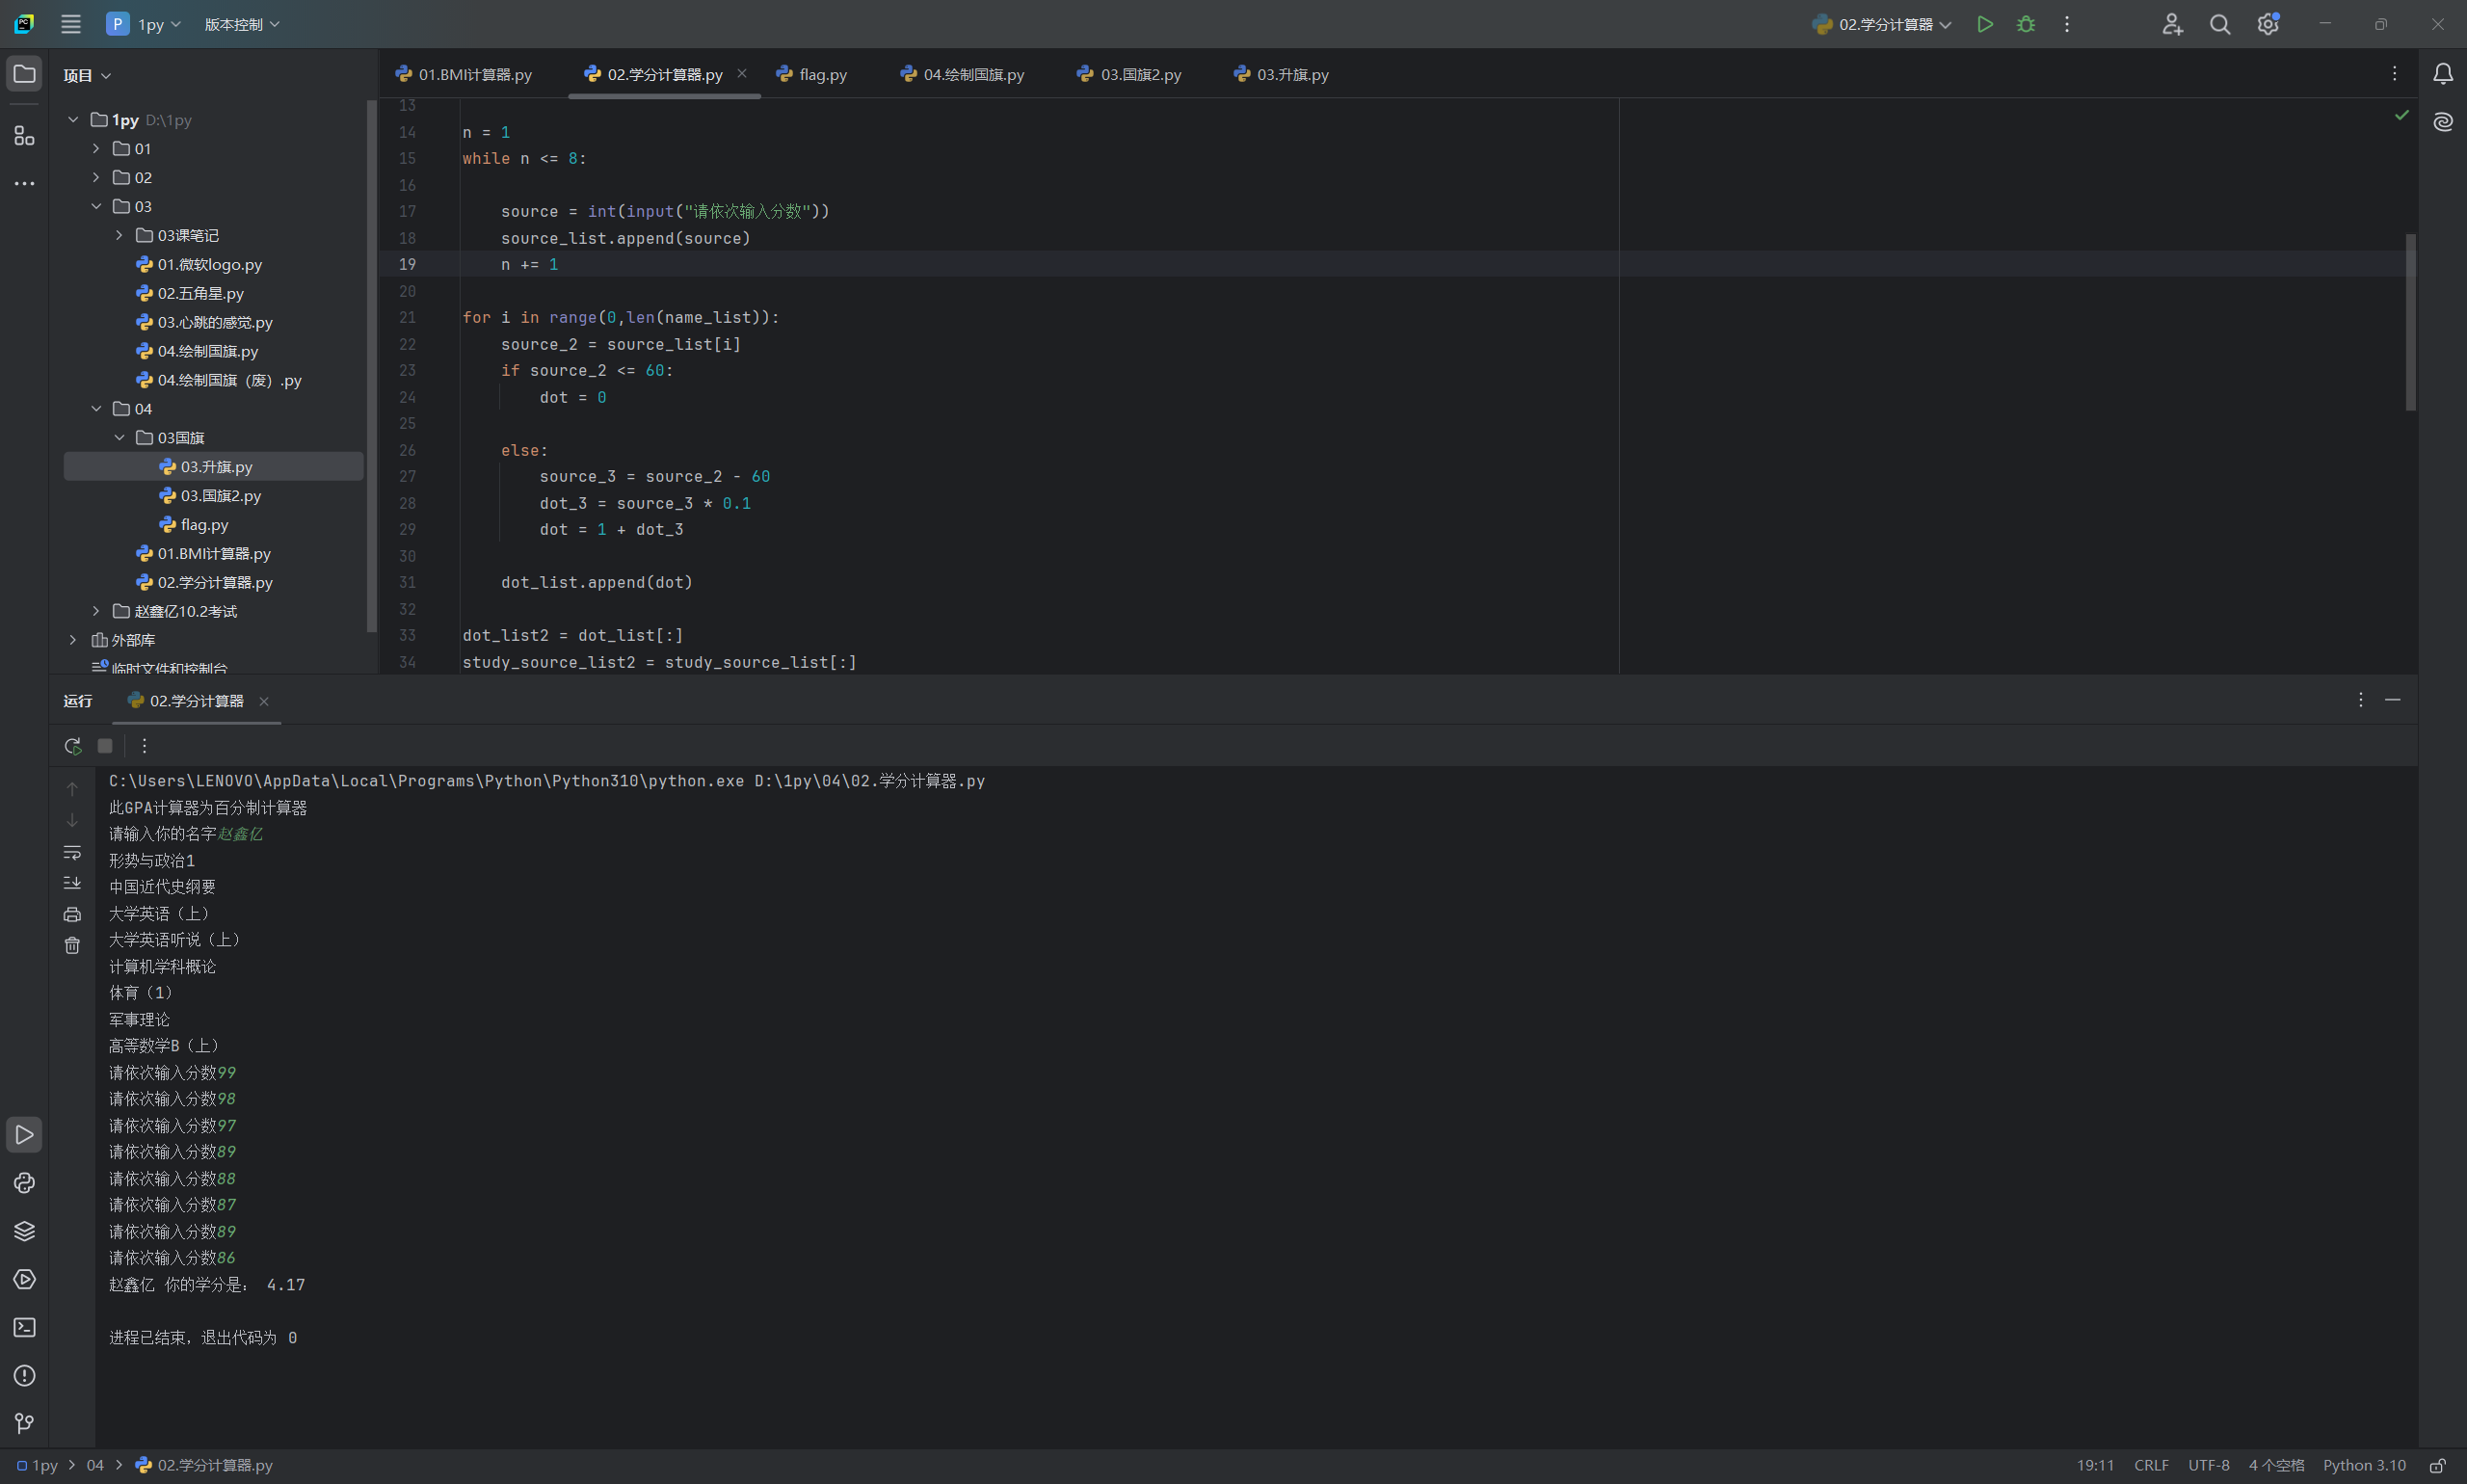 1py
版本控制
02.学分计算器
项目
01.BMI计算器.py
02.学分计算器.py
flag.py
04.绘制国旗.py
03.国旗2.py
03.升旗.py
1py D:\1py
01
02
03
03课笔记
01.微软logo.py
02.五角星.py
03.心跳的感觉.py
04.绘制国旗.py
04.绘制国旗（废）.py
04
03国旗
03.升旗.py
03.国旗2.py
flag.py
01.BMI计算器.py
02.学分计算器.py
赵鑫亿10.2考试
外部库
临时文件和控制台
13
14 n = 1
15 while n <= 8:
16
17 source = int(input("请依次输入分数"))
18 source_list.append(source)
19 n += 1
20
21 for i in range(0,len(name_list)):
22 source_2 = source_list[i]
23 if source_2 <= 60:
24 dot = 0
25
26 else:
27 source_3 = source_2 - 60
28 dot_3 = source_3 * 0.1
29 dot = 1 + dot_3
30
31 dot_list.append(dot)
32
33 dot_list2 = dot_list[:]
34 study_source_list2 = study_source_list[:]
运行
02.学分计算器
C:\Users\LENOVO\AppData\Local\Programs\Python\Python310\python.exe D:\1py\04\02.学分计算器.py
此GPA计算器为百分制计算器
请输入你的名字赵鑫亿
形势与政治1
中国近代史纲要
大学英语（上）
大学英语听说（上）
计算机学科概论
体育（1）
军事理论
高等数学B（上）
请依次输入分数99
请依次输入分数98
请依次输入分数97
请依次输入分数89
请依次输入分数88
请依次输入分数87
请依次输入分数89
请依次输入分数86
赵鑫亿 你的学分是： 4.17
进程已结束，退出代码为 0
1py > 04 > 02.学分计算器.py
19:11 CRLF UTF-8 4 个空格 Python 3.10